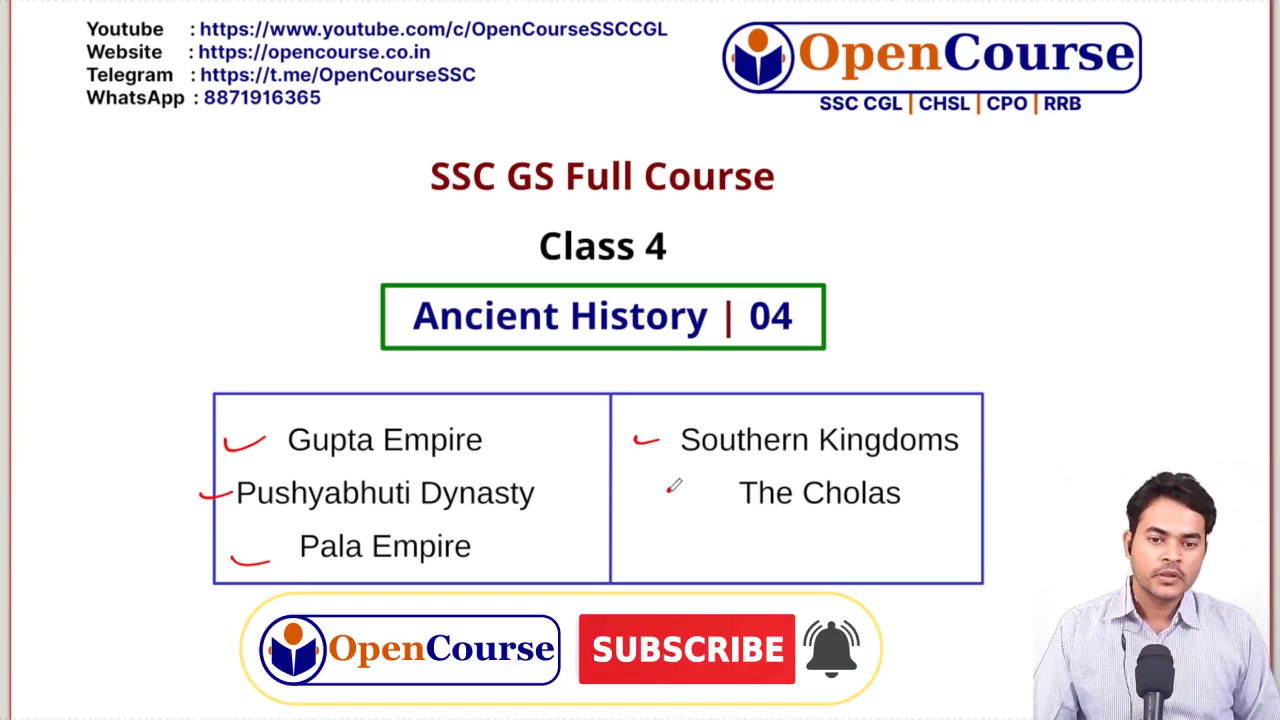 Youtube : https://www.youtube.com/c/OpenCourseSSCCGL
Website : https://opencourse.co.in
Telegram : https://t.me/OpenCourseSSC
WhatsApp : 8871916365
OpenCourse
SSC CGL | CHSL | CPO | RRB
SSC GS Full Course
Class 4
Ancient History | 04
Gupta Empire
Pushyabhuti Dynasty
Pala Empire
Southern Kingdoms
The Cholas
OpenCourse
SUBSCRIBE